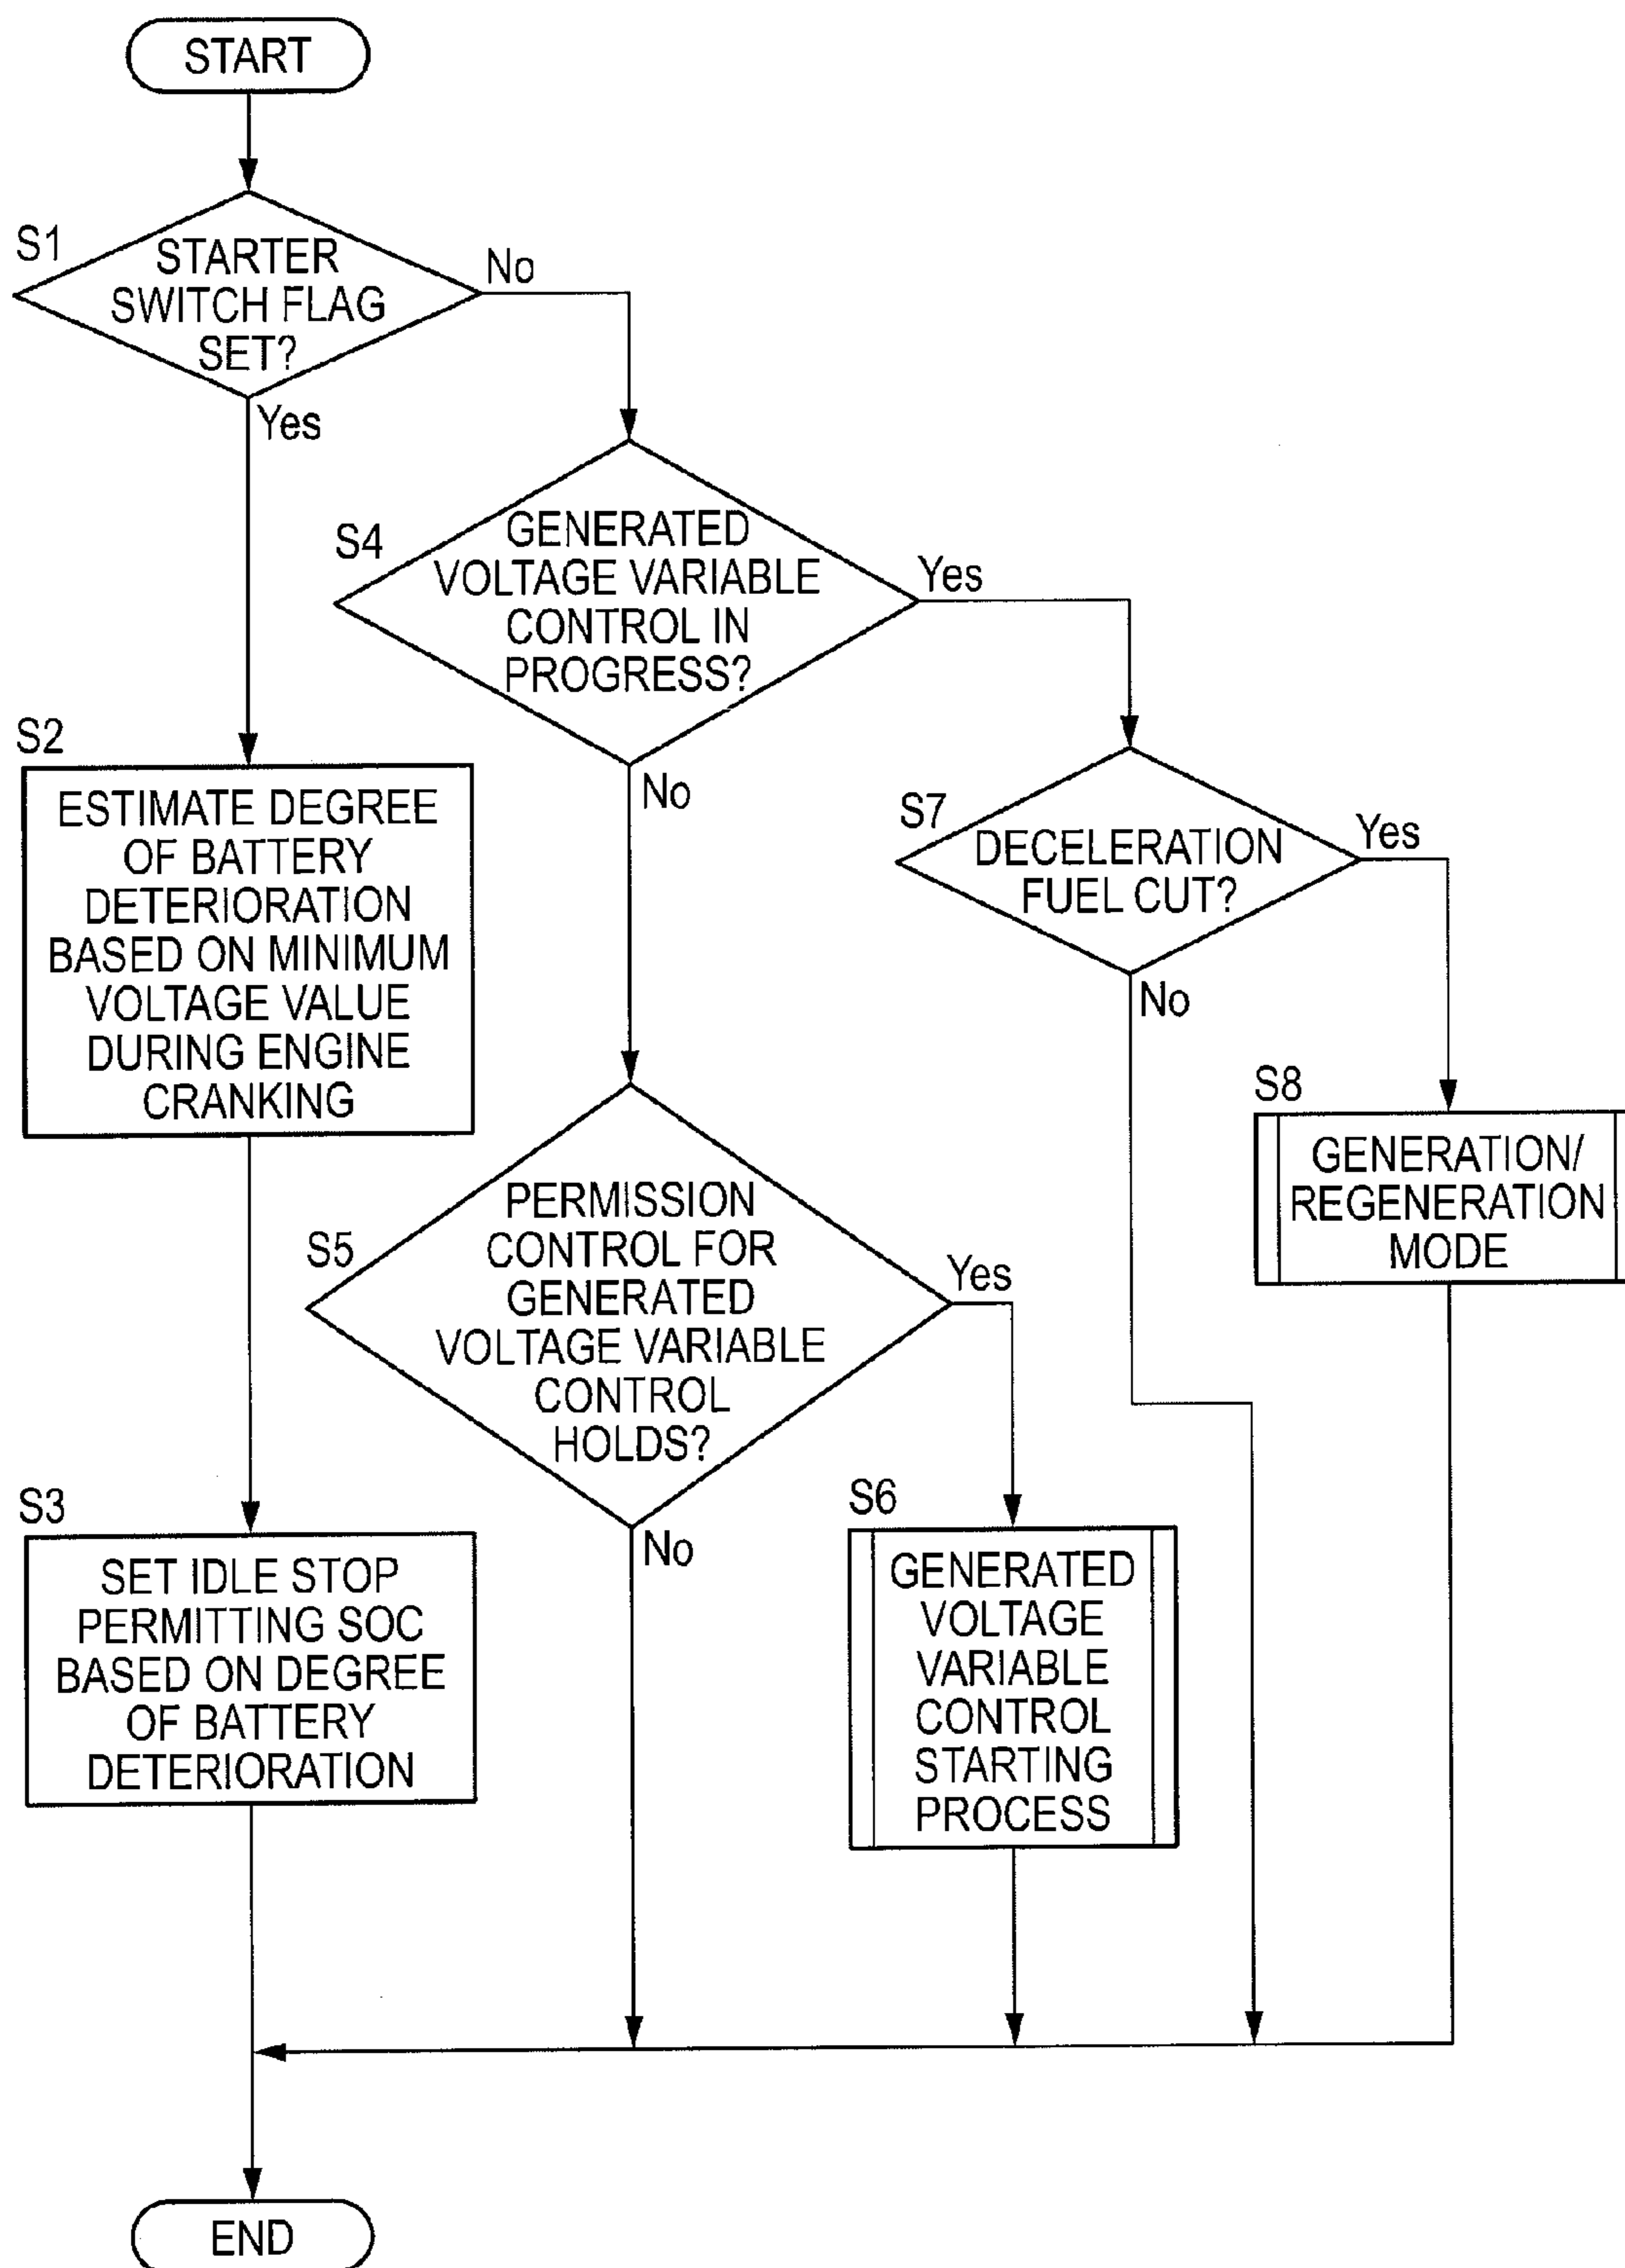 START
S1
STARTER
SWITCH FLAG
SET?
No
Yes
S4
GENERATED
VOLTAGE VARIABLE
CONTROL IN
PROGRESS?
Yes
No
S2
ESTIMATE DEGREE
OF BATTERY
DETERIORATION
BASED ON MINIMUM
VOLTAGE VALUE
DURING ENGINE
CRANKING
S7
DECELERATION
FUEL CUT?
Yes
No
S8
GENERATION/
REGENERATION
MODE
S5
PERMISSION
CONTROL FOR
GENERATED
VOLTAGE VARIABLE
CONTROL
HOLDS?
Yes
No
S3
SET IDLE STOP
PERMITTING SOC
BASED ON DEGREE
OF BATTERY
DETERIORATION
S6
GENERATED
VOLTAGE
VARIABLE
CONTROL
STARTING
PROCESS
END